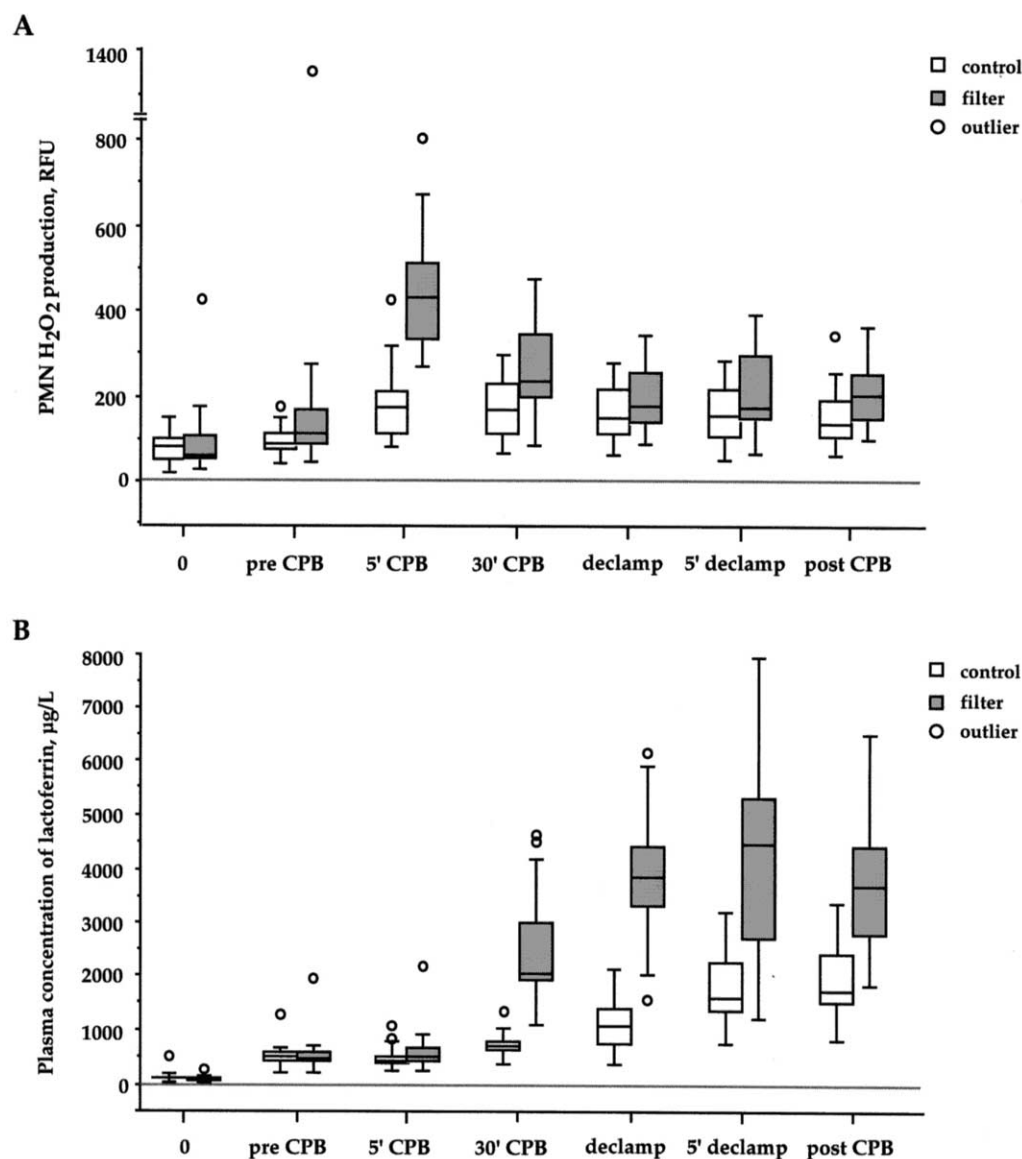 A
1400
800
600
400
200
0
PMN H2O2 production, RFU
control
filter
outlier
0 pre CPB 5' CPB 30' CPB declamp 5' declamp post CPB
B
8000
7000
6000
5000
4000
3000
2000
1000
0
Plasma concentration of lactoferrin, µg/L
control
filter
outlier
0 pre CPB 5' CPB 30' CPB declamp 5' declamp post CPB